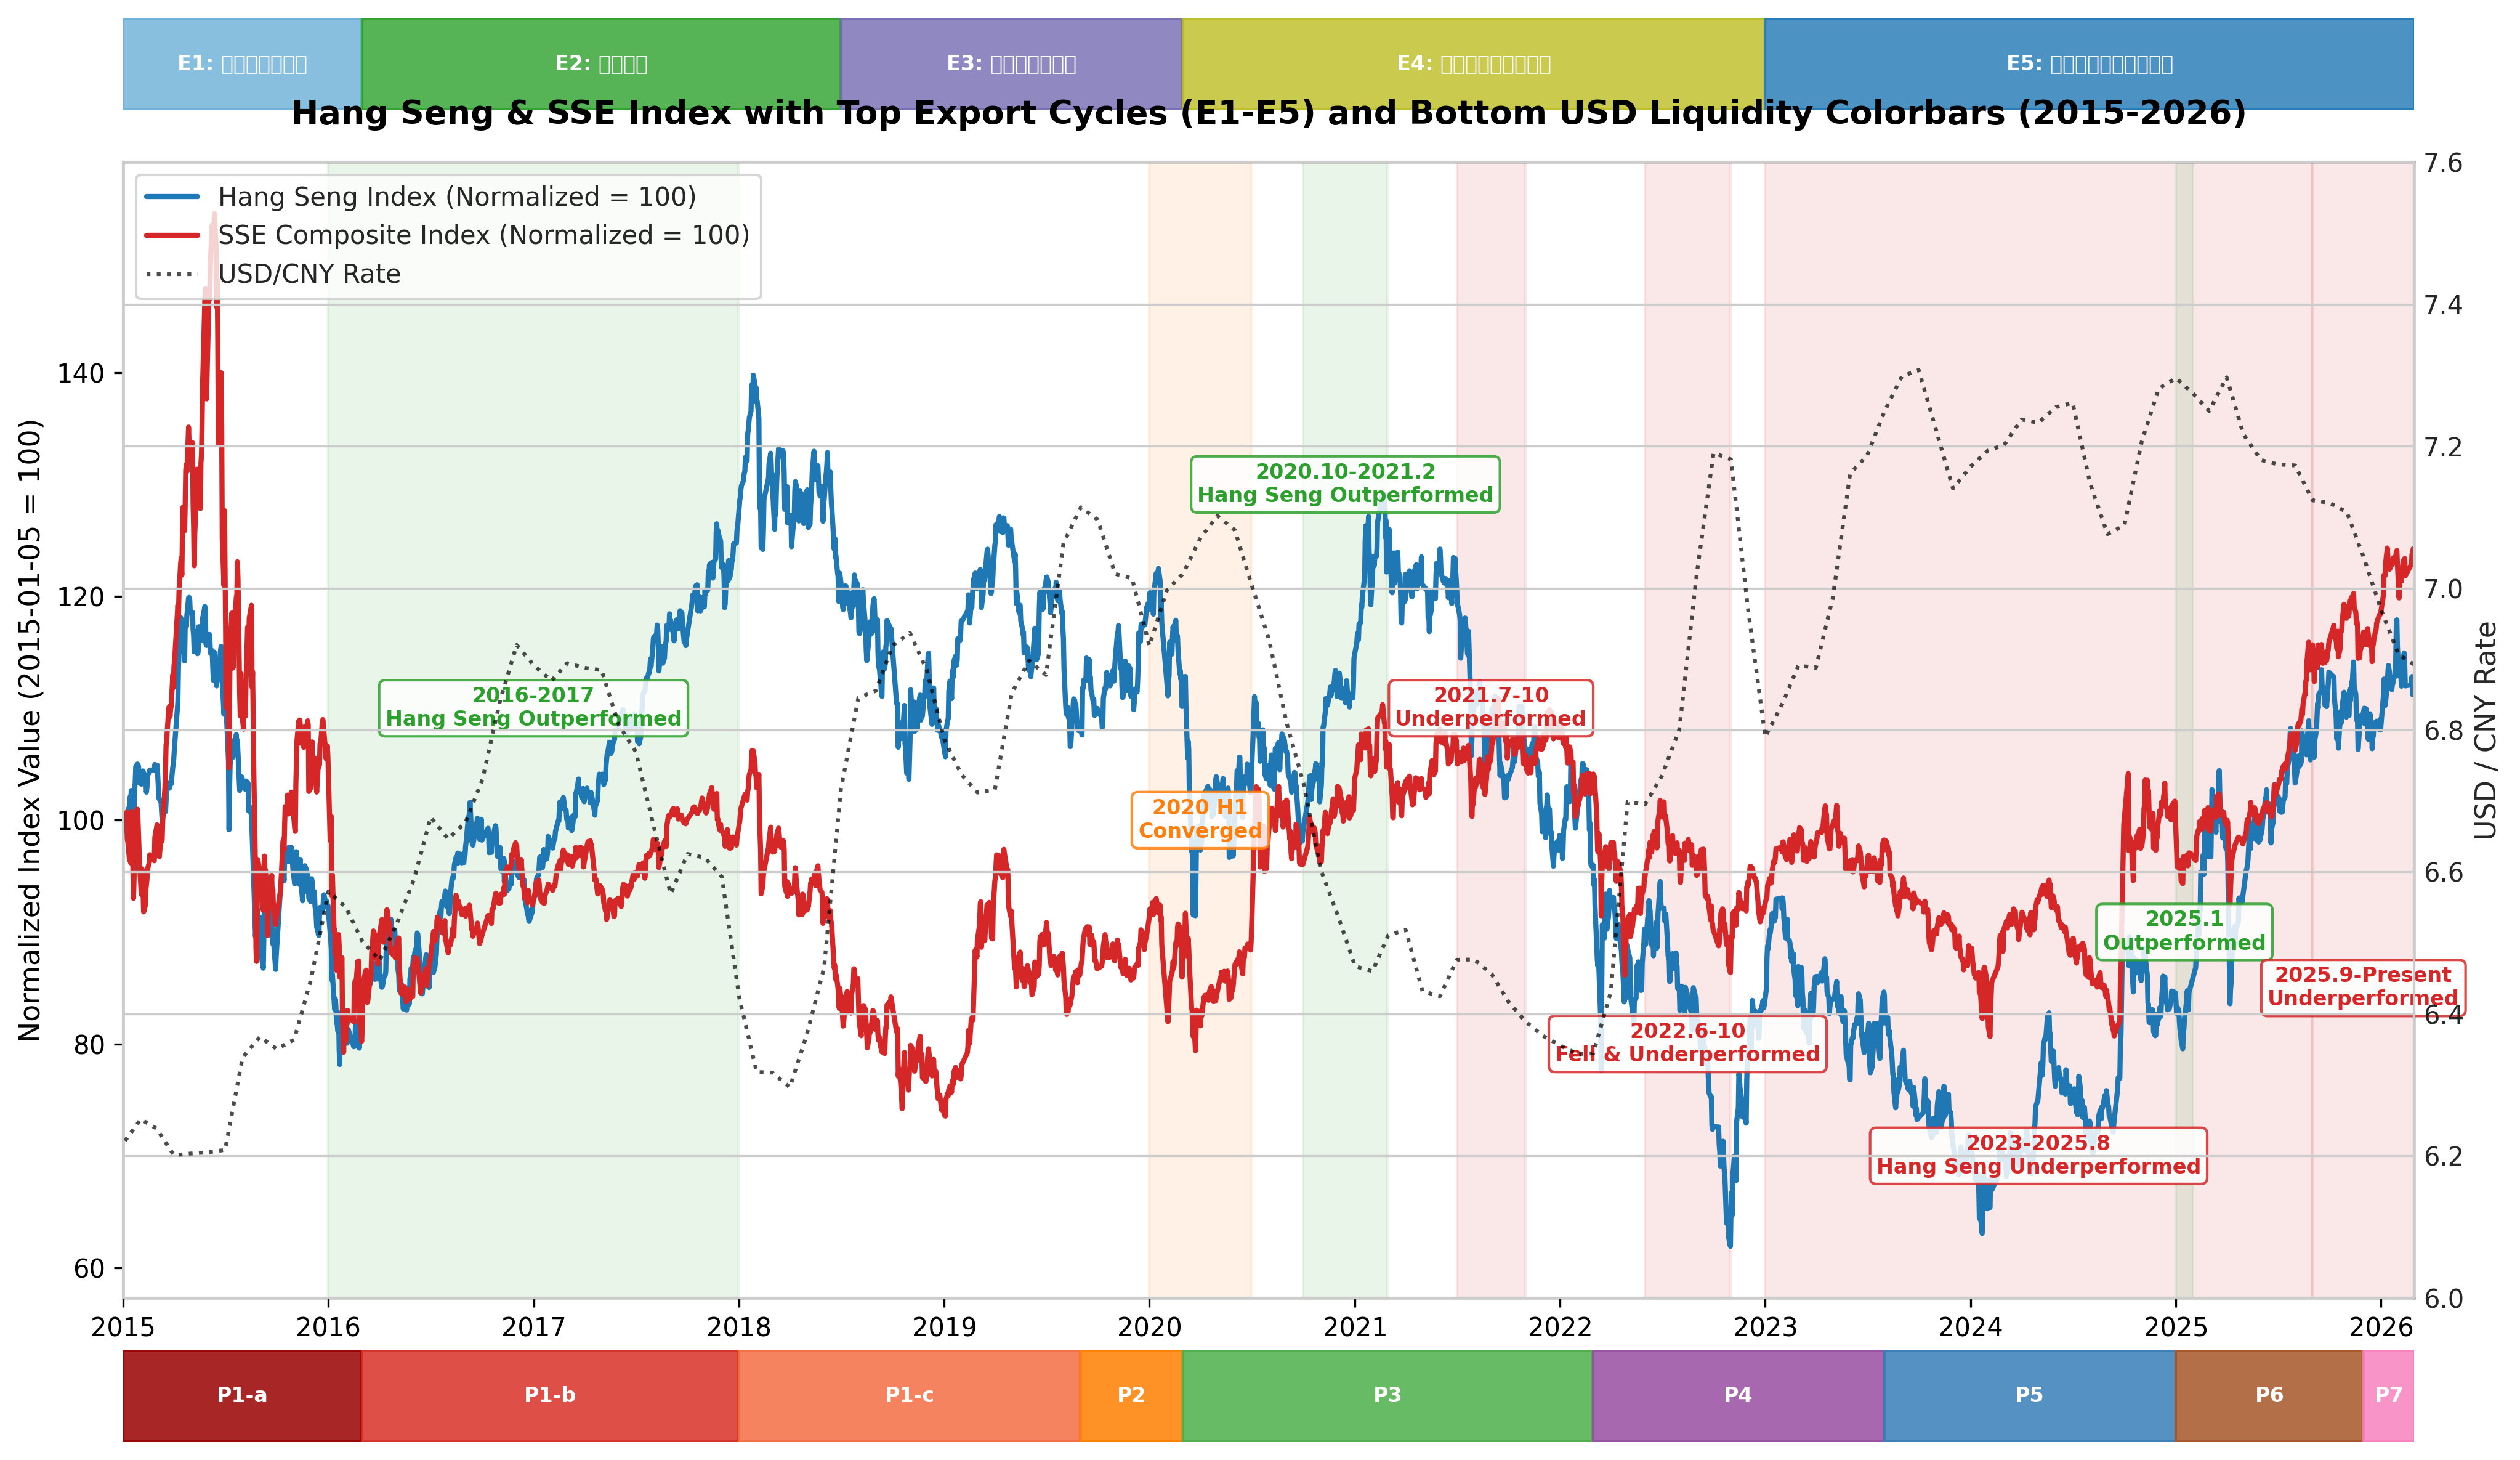 E1:
E2:
E3:
E4:
E5:
Hang Seng & SSE Index with Top Export Cycles (E1-E5) and Bottom USD Liquidity Colorbars (2015-2026)
Hang Seng Index (Normalized = 100)
SSE Composite Index (Normalized = 100)
USD/CNY Rate
Normalized Index Value (2015-01-05 = 100)
140
120
100
80
60
7.6
7.4
7.2
7.0
6.8
6.6
6.4
6.2
6.0
USD / CNY Rate
2016-2017
Hang Seng Outperformed
2020 H1
Converged
2020.10-2021.2
Hang Seng Outperformed
2021.7-10
Underperformed
2022.6-10
Fell & Underperformed
2023-2025.8
Hang Seng Underperformed
2025.1
Outperformed
2025.9-Present
Underperformed
2015
2016
2017
2018
2019
2020
2021
2022
2023
2024
2025
2026
P1-a
P1-b
P1-c
P2
P3
P4
P5
P6
P7